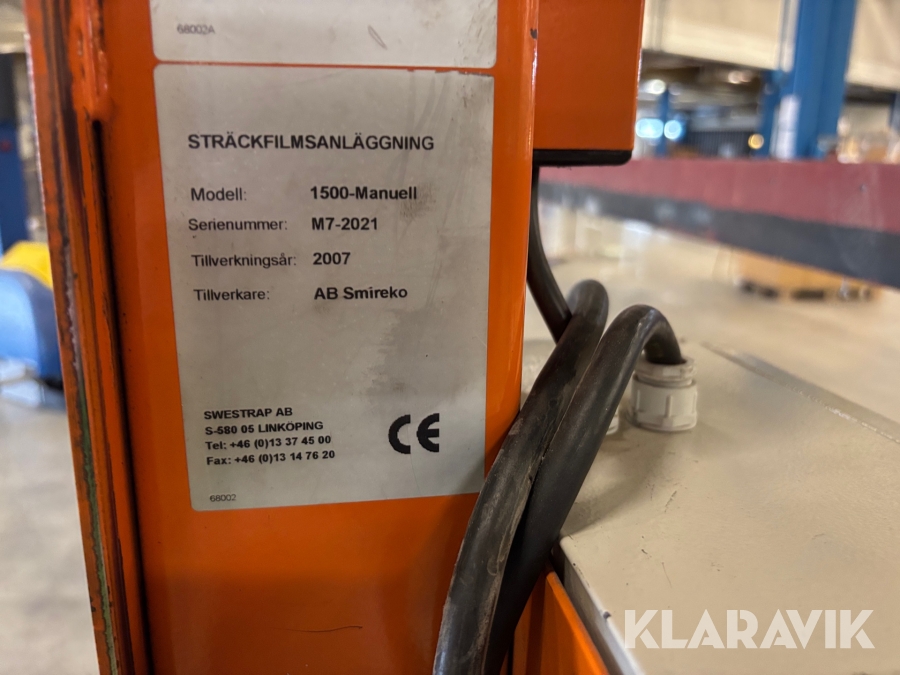 68002A
STRÄCKFILMSANLÄGGNING
Modell: 1500-Manuell
Serienummer: M7-2021
Tillverkningsår: 2007
Tillverkare: AB Smireko
SWESTRAP AB
S-580 05 LINKÖPING
Tel: +46 (0)13 37 45 00
Fax: +46 (0)13 14 76 20
CE
68002
KLARAVIK